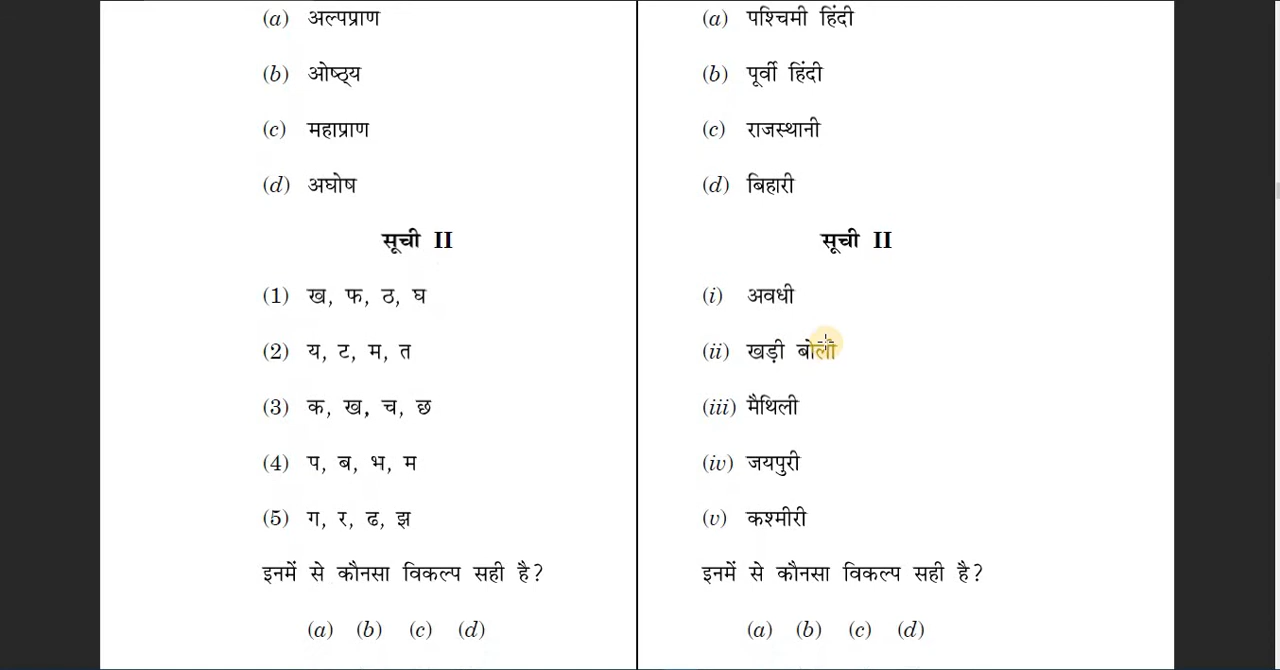 (a) अल्पप्राण
(b) ओष्ठ्य
(c) महाप्राण
(d) अघोष
सूची II
(1) ख, फ, ठ, घ
(2) य, ट, म, त
(3) क, ख, च, छ
(4) प, ब, भ, म
(5) ग, र, ढ, झ
इनमें से कौनसा विकल्प सही है?
(a) (b) (c) (d)
(a) पश्चिमी हिंदी
(b) पूर्वी हिंदी
(c) राजस्थानी
(d) बिहारी
सूची II
(i) अवधी
(ii) खड़ी बोली
(iii) मैथिली
(iv) जयपुरी
(v) कश्मीरी
इनमें से कौनसा विकल्प सही है?
(a) (b) (c) (d)